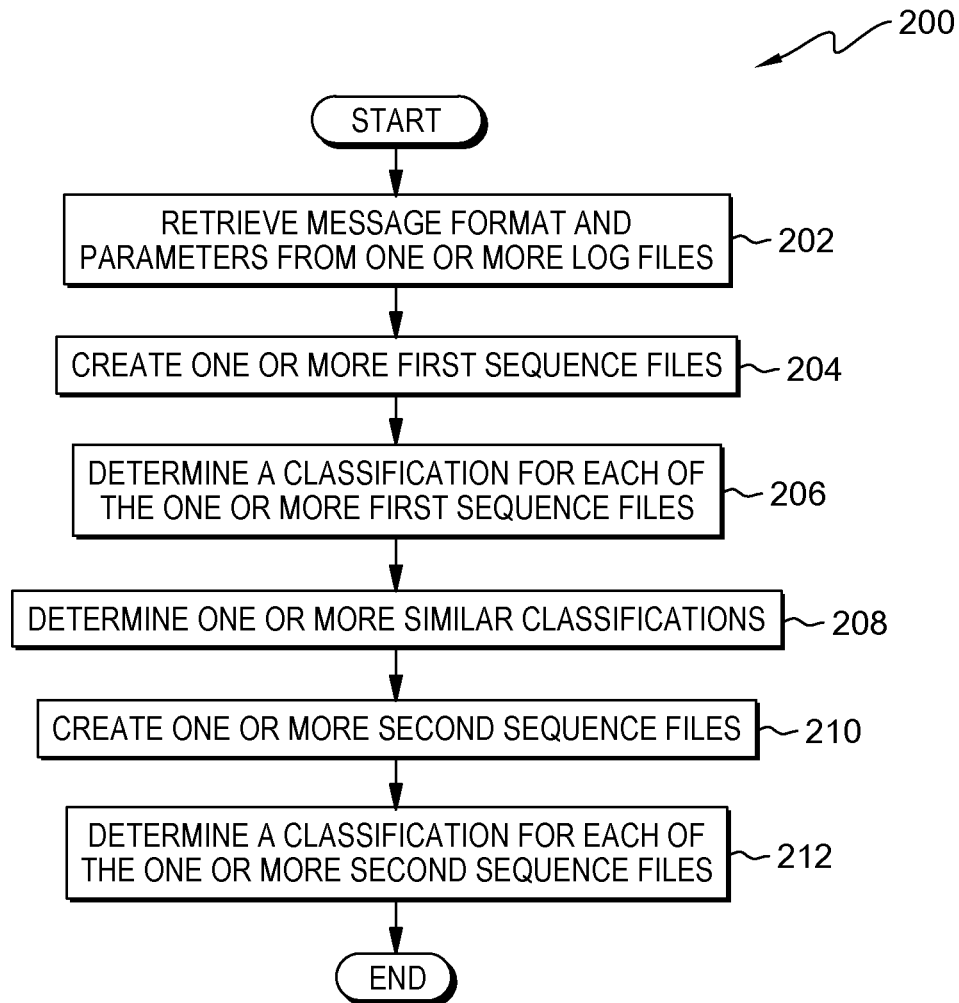 200
START
RETRIEVE MESSAGE FORMAT AND
PARAMETERS FROM ONE OR MORE LOG FILES
202
CREATE ONE OR MORE FIRST SEQUENCE FILES
204
DETERMINE A CLASSIFICATION FOR EACH OF
THE ONE OR MORE FIRST SEQUENCE FILES
206
DETERMINE ONE OR MORE SIMILAR CLASSIFICATIONS
208
CREATE ONE OR MORE SECOND SEQUENCE FILES
210
DETERMINE A CLASSIFICATION FOR EACH OF
THE ONE OR MORE SECOND SEQUENCE FILES
212
END